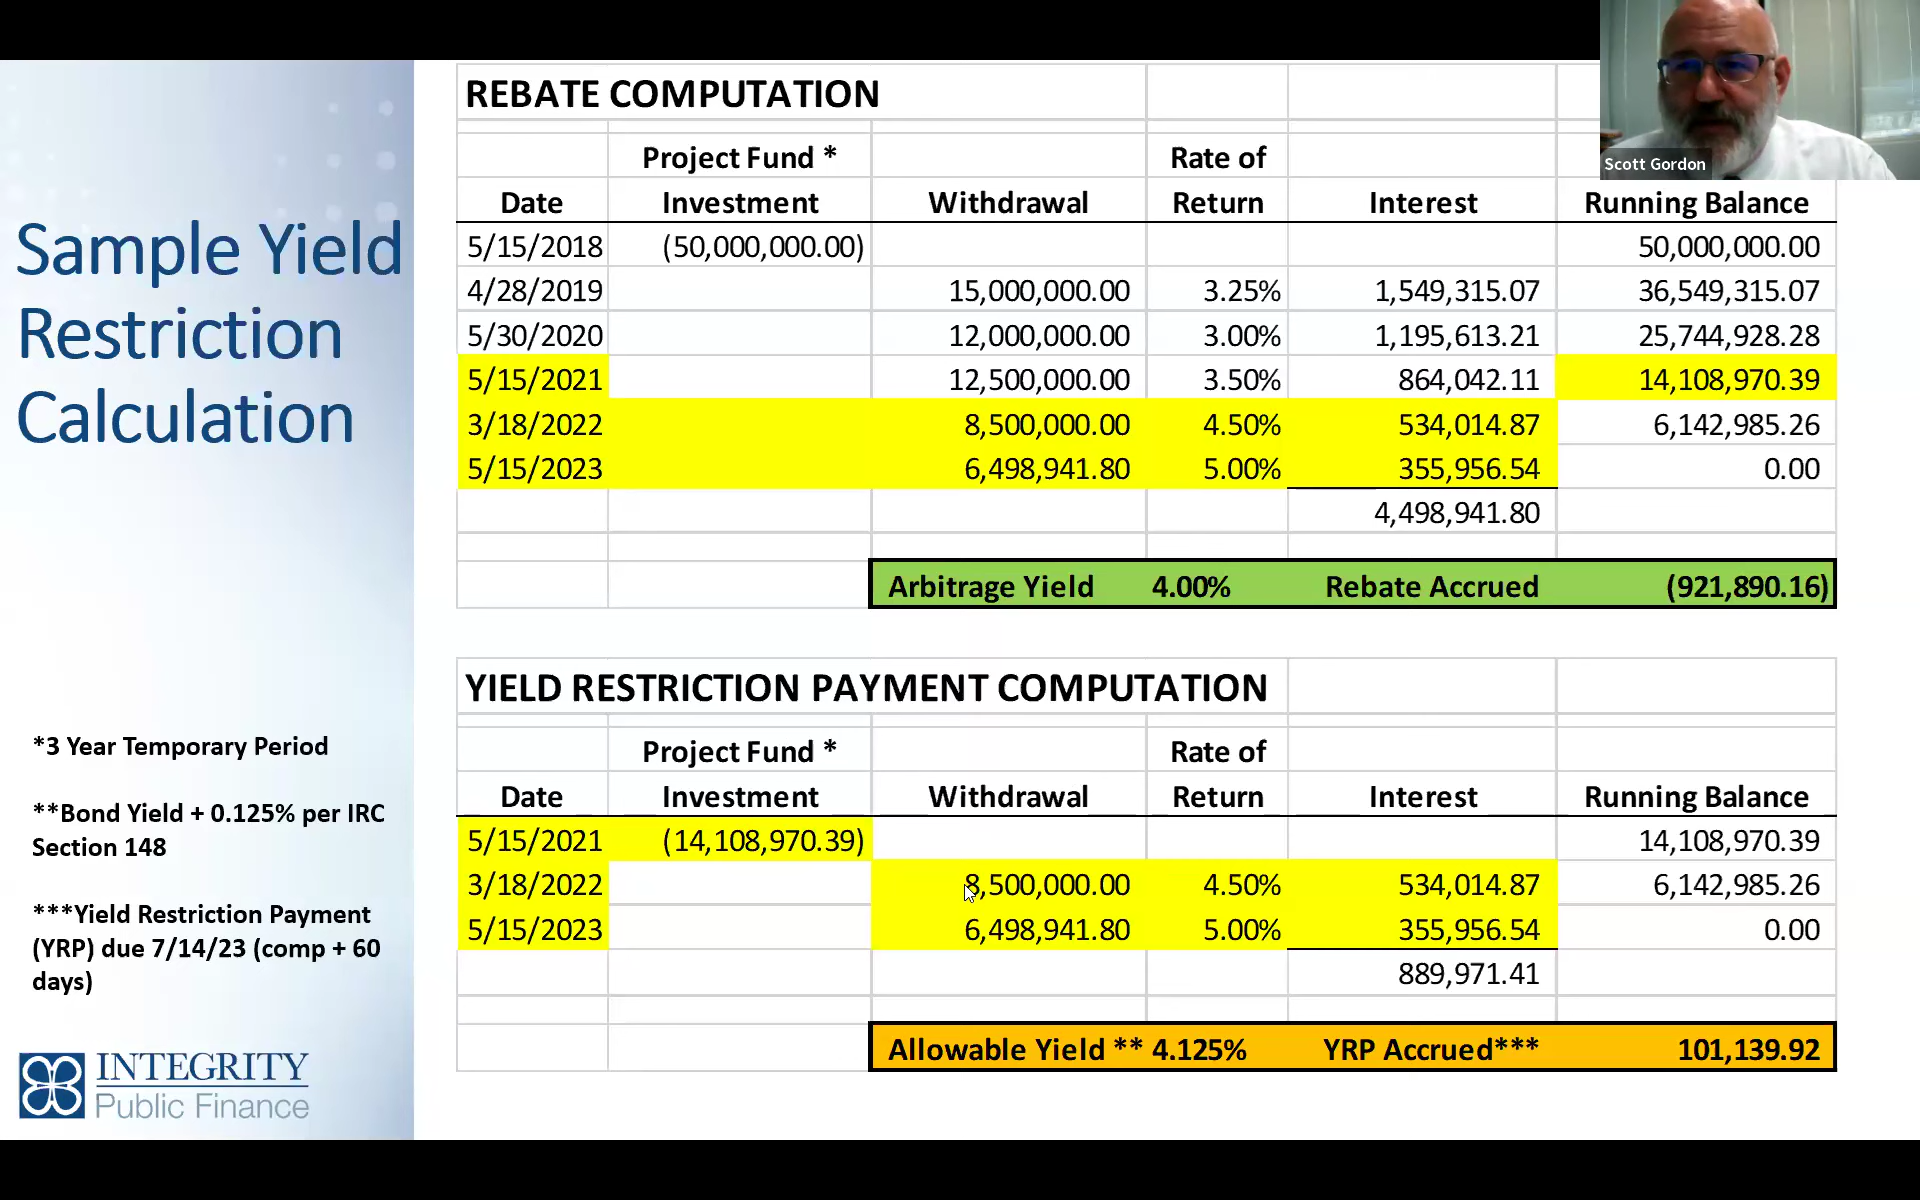 Scott Gordon
Sample Yield
Restriction
Calculation
*3 Year Temporary Period
**Bond Yield + 0.125% per IRC
Section 148
***Yield Restriction Payment
(YRP) due 7/14/23 (comp + 60
days)
INTEGRITY
Public Finance
REBATE COMPUTATION
Project Fund * Rate of
Date Investment Withdrawal Return Interest Running Balance
5/15/2018 (50,000,000.00) 50,000,000.00
4/28/2019 15,000,000.00 3.25% 1,549,315.07 36,549,315.07
5/30/2020 12,000,000.00 3.00% 1,195,613.21 25,744,928.28
5/15/2021 12,500,000.00 3.50% 864,042.11 14,108,970.39
3/18/2022 8,500,000.00 4.50% 534,014.87 6,142,985.26
5/15/2023 6,498,941.80 5.00% 355,956.54 0.00
4,498,941.80
Arbitrage Yield 4.00% Rebate Accrued (921,890.16)
YIELD RESTRICTION PAYMENT COMPUTATION
Project Fund * Rate of
Date Investment Withdrawal Return Interest Running Balance
5/15/2021 (14,108,970.39) 14,108,970.39
3/18/2022 8,500,000.00 4.50% 534,014.87 6,142,985.26
5/15/2023 6,498,941.80 5.00% 355,956.54 0.00
889,971.41
Allowable Yield ** 4.125% YRP Accrued*** 101,139.92